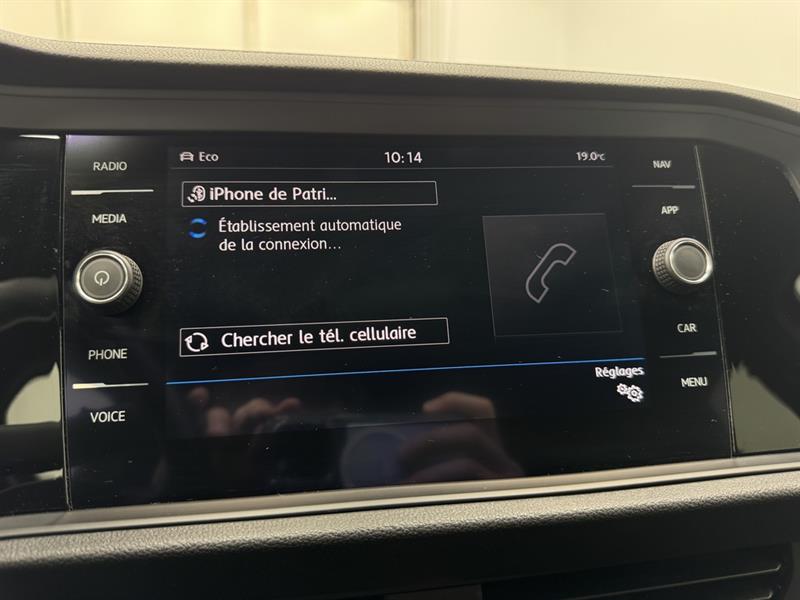 RADIO
MEDIA
PHONE
VOICE
Eco
10:14
19.0°C
iPhone de Patri...
Établissement automatique
de la connexion...
Chercher le tél. cellulaire
Réglages
NAV
APP
CAR
MENU